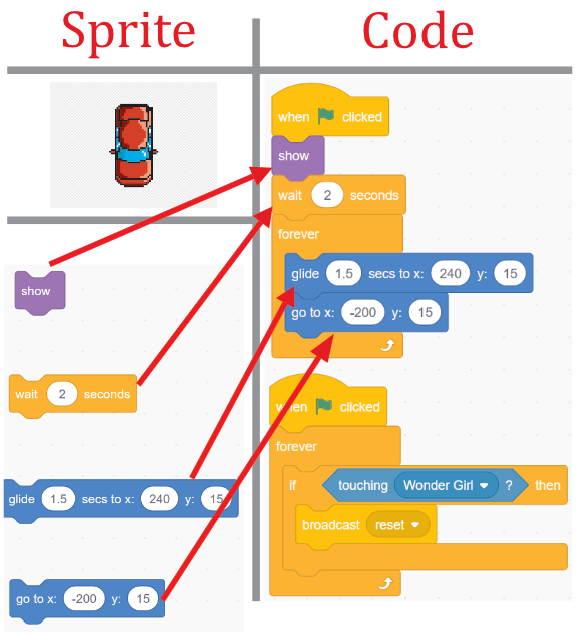 Sprite
Code
when clicked
show
wait 2 seconds
forever
glide 1.5 secs to x: 240 y: 15
go to x: -200 y: 15
when clicked
forever
if touching Wonder Girl ? then
broadcast reset
show
wait 2 seconds
glide 1.5 secs to x: 240 y: 15
go to x: -200 y: 15